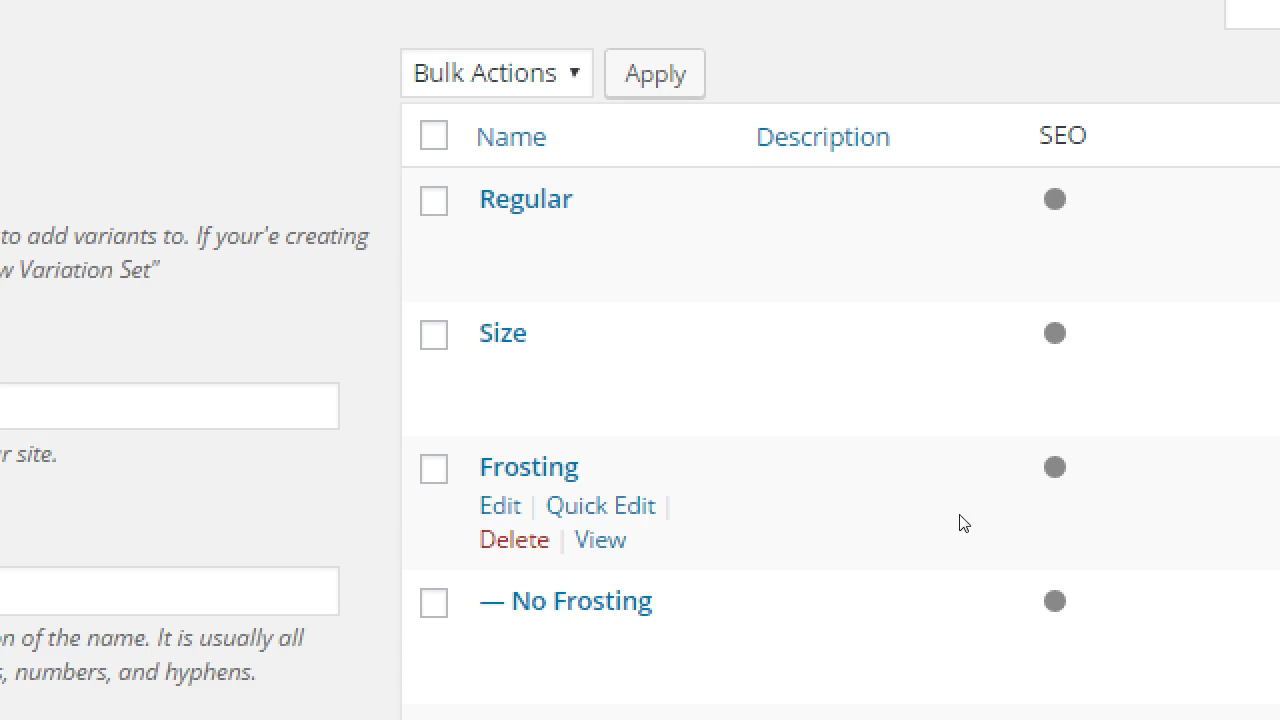 Bulk Actions ▼ Apply
Name Description SEO
Regular
to add variants to. If your'e creating
w Variation Set"
Size
r site.
Frosting
Edit | Quick Edit |
Delete | View
— No Frosting
on of the name. It is usually all
s, numbers, and hyphens.